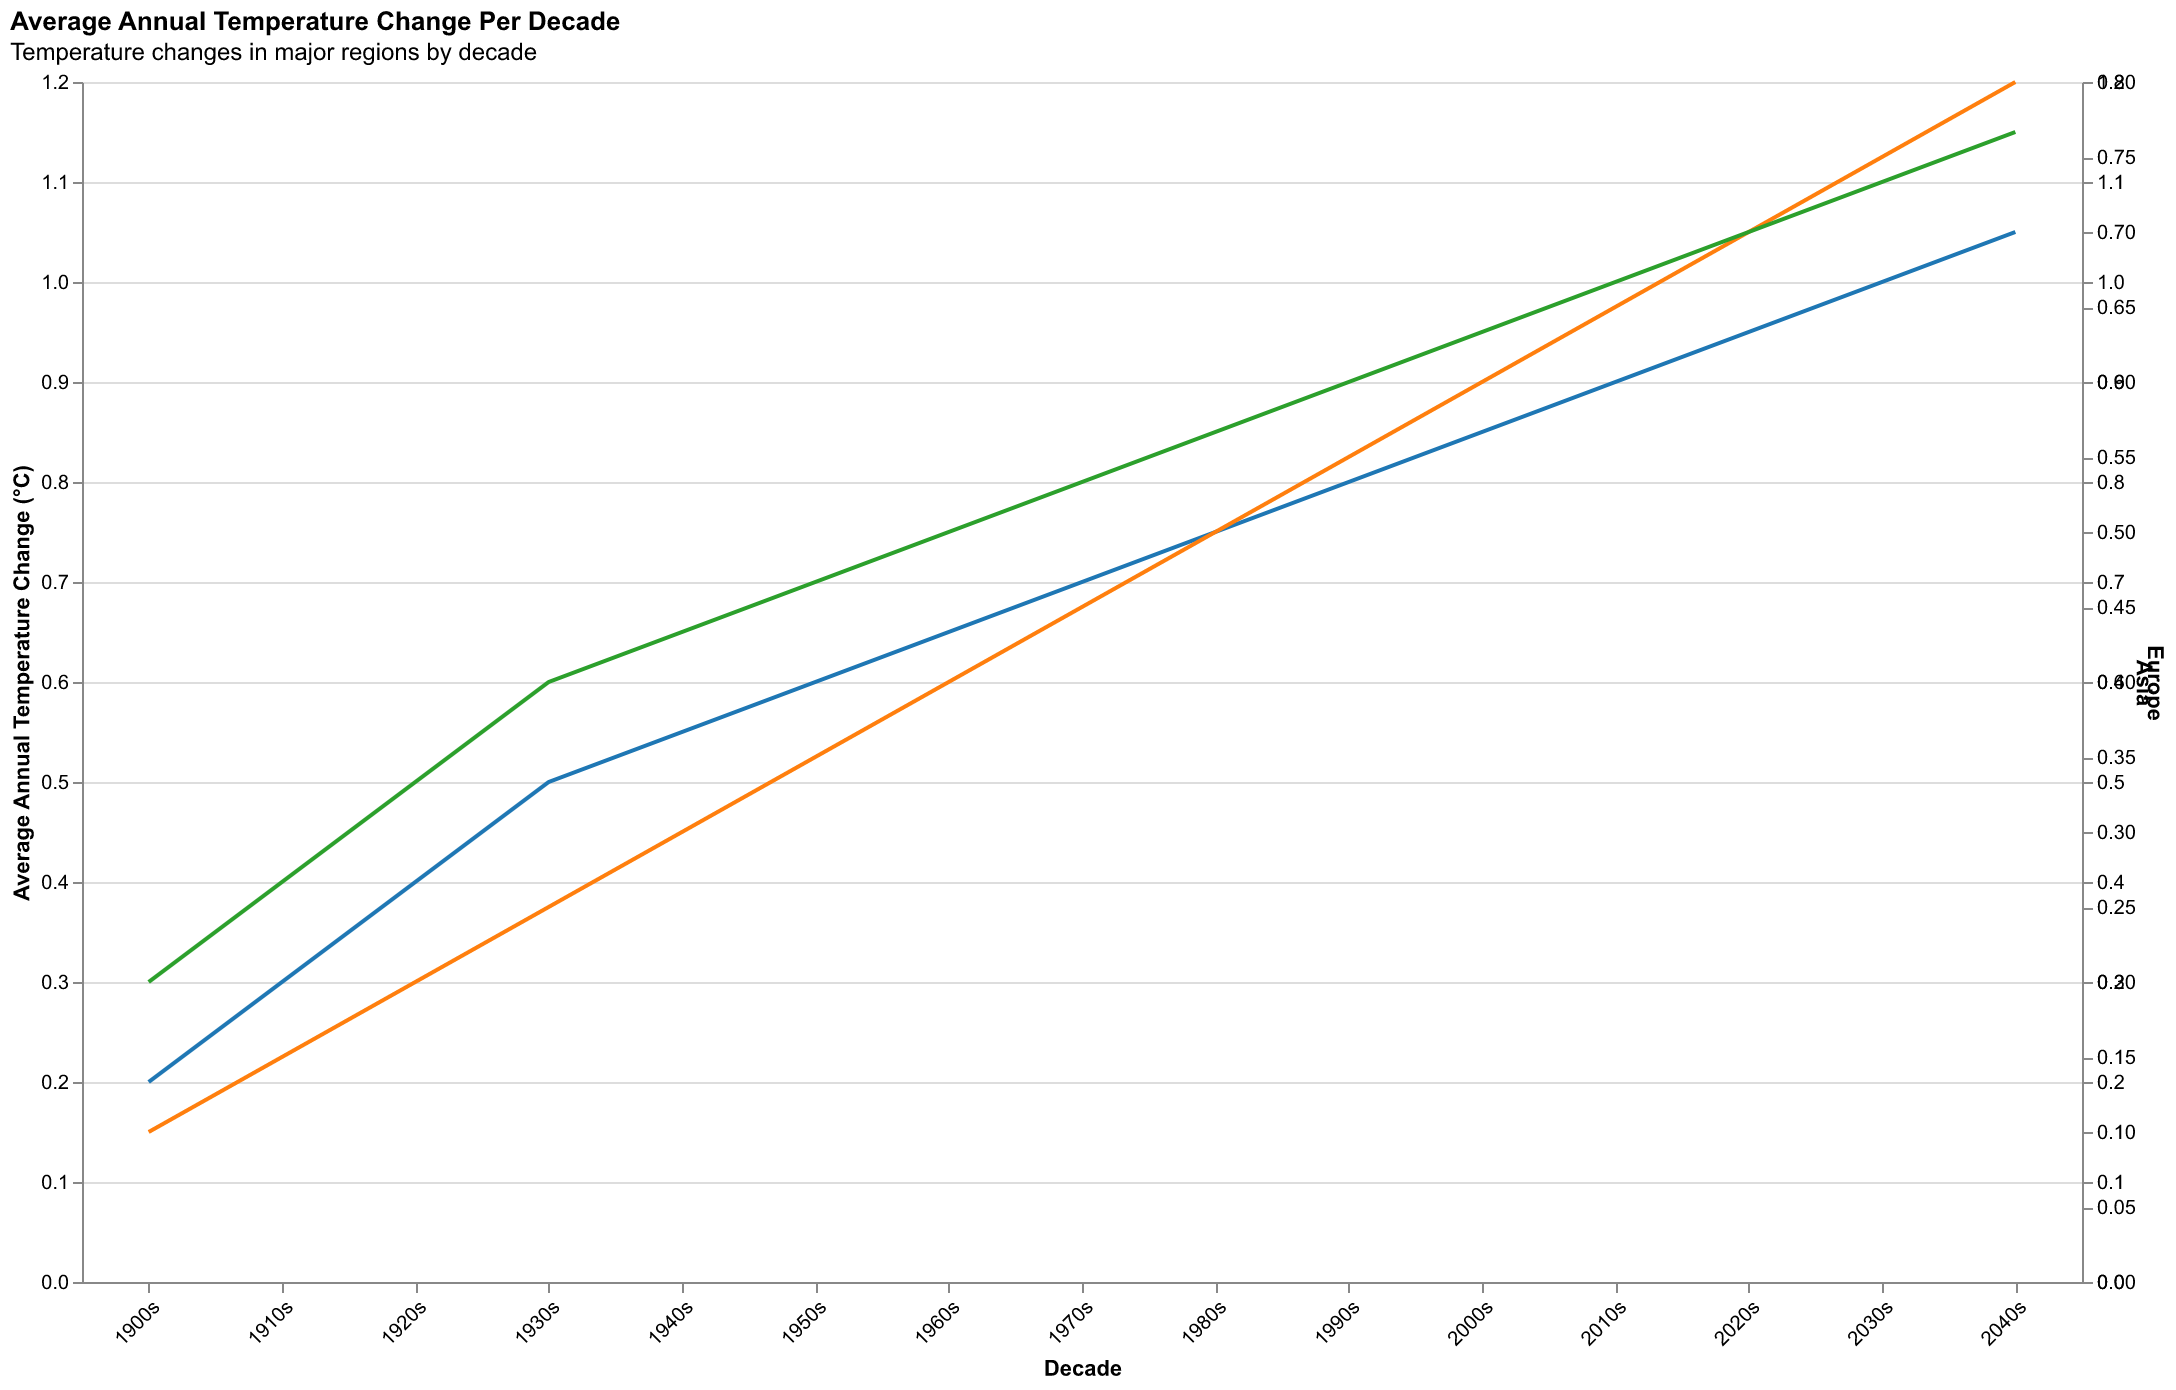 Average Annual Temperature Change Per Decade
Temperature changes in major regions by decade
Average Annual Temperature Change (°C)
1.2
1.1
1.0
0.9
0.8
0.7
0.6
0.5
0.4
0.3
0.2
0.1
0.0
0.75
1.1
0.70
1.0
0.65
0.55
0.8
0.50
0.7
0.45
0.35
0.5
0.30
0.4
0.25
0.15
0.2
0.10
0.1
0.05
0.00
Europe
Asia
1900s
1910s
1920s
1930s
1940s
1950s
1960s
1970s
1980s
1990s
2000s
2010s
2020s
2030s
2040s
Decade